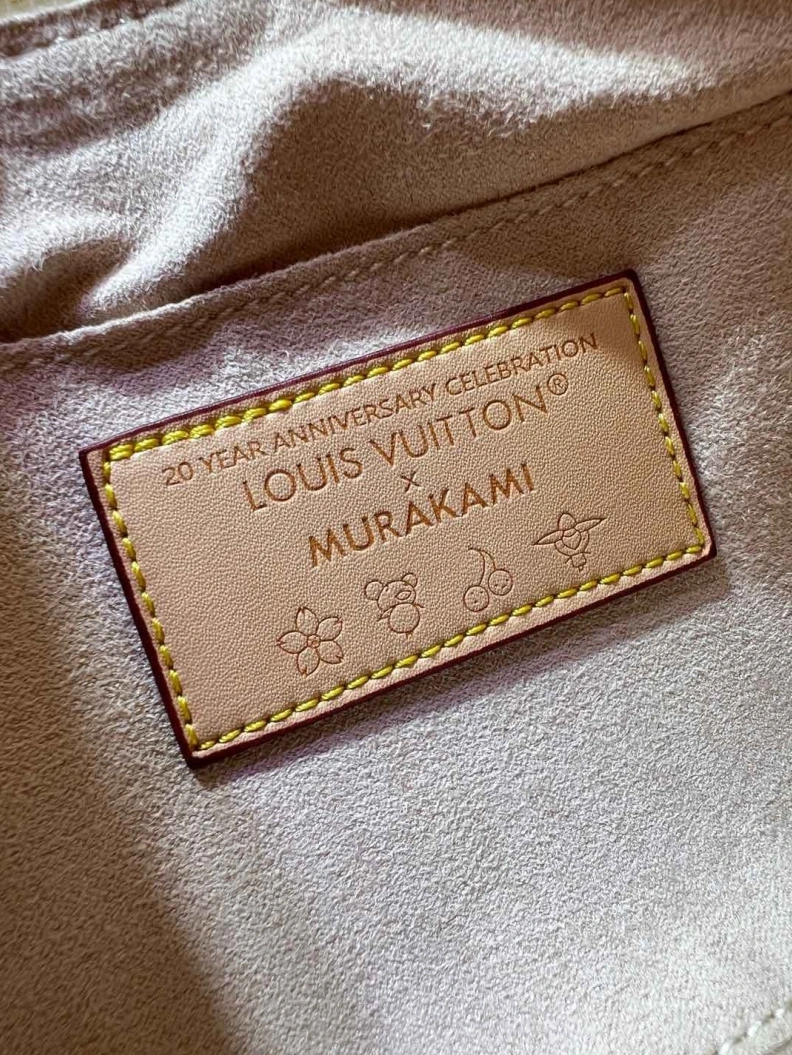 20 YEAR ANNIVERSARY CELEBRATION
LOUIS VUITTON®
×
MURAKAMI